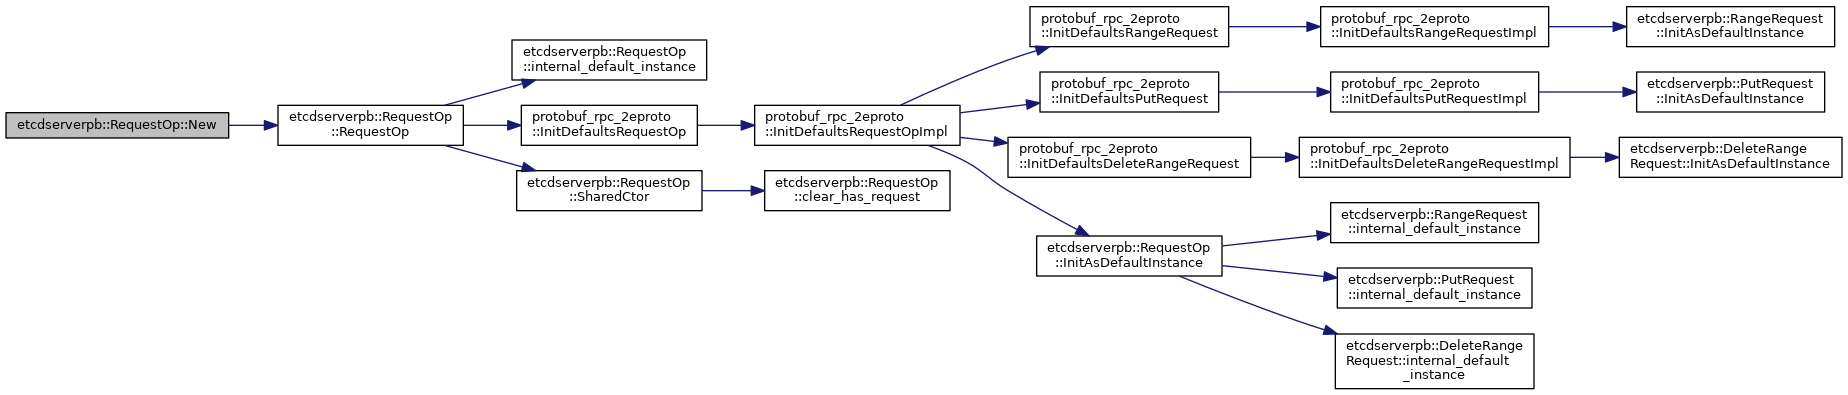 etcdserverpb::RequestOp::New
etcdserverpb::RequestOp
::RequestOp
etcdserverpb::RequestOp
::internal_default_instance
protobuf_rpc_2eproto
::InitDefaultsRequestOp
etcdserverpb::RequestOp
::SharedCtor
protobuf_rpc_2eproto
::InitDefaultsRequestOpImpl
etcdserverpb::RequestOp
::clear_has_request
protobuf_rpc_2eproto
::InitDefaultsRangeRequest
protobuf_rpc_2eproto
::InitDefaultsRangeRequestImpl
etcdserverpb::RangeRequest
::InitAsDefaultInstance
protobuf_rpc_2eproto
::InitDefaultsPutRequest
protobuf_rpc_2eproto
::InitDefaultsPutRequestImpl
etcdserverpb::PutRequest
::InitAsDefaultInstance
protobuf_rpc_2eproto
::InitDefaultsDeleteRangeRequest
protobuf_rpc_2eproto
::InitDefaultsDeleteRangeRequestImpl
etcdserverpb::DeleteRange
Request::InitAsDefaultInstance
etcdserverpb::RequestOp
::InitAsDefaultInstance
etcdserverpb::RangeRequest
::internal_default_instance
etcdserverpb::PutRequest
::internal_default_instance
etcdserverpb::DeleteRange
Request::internal_default
_instance